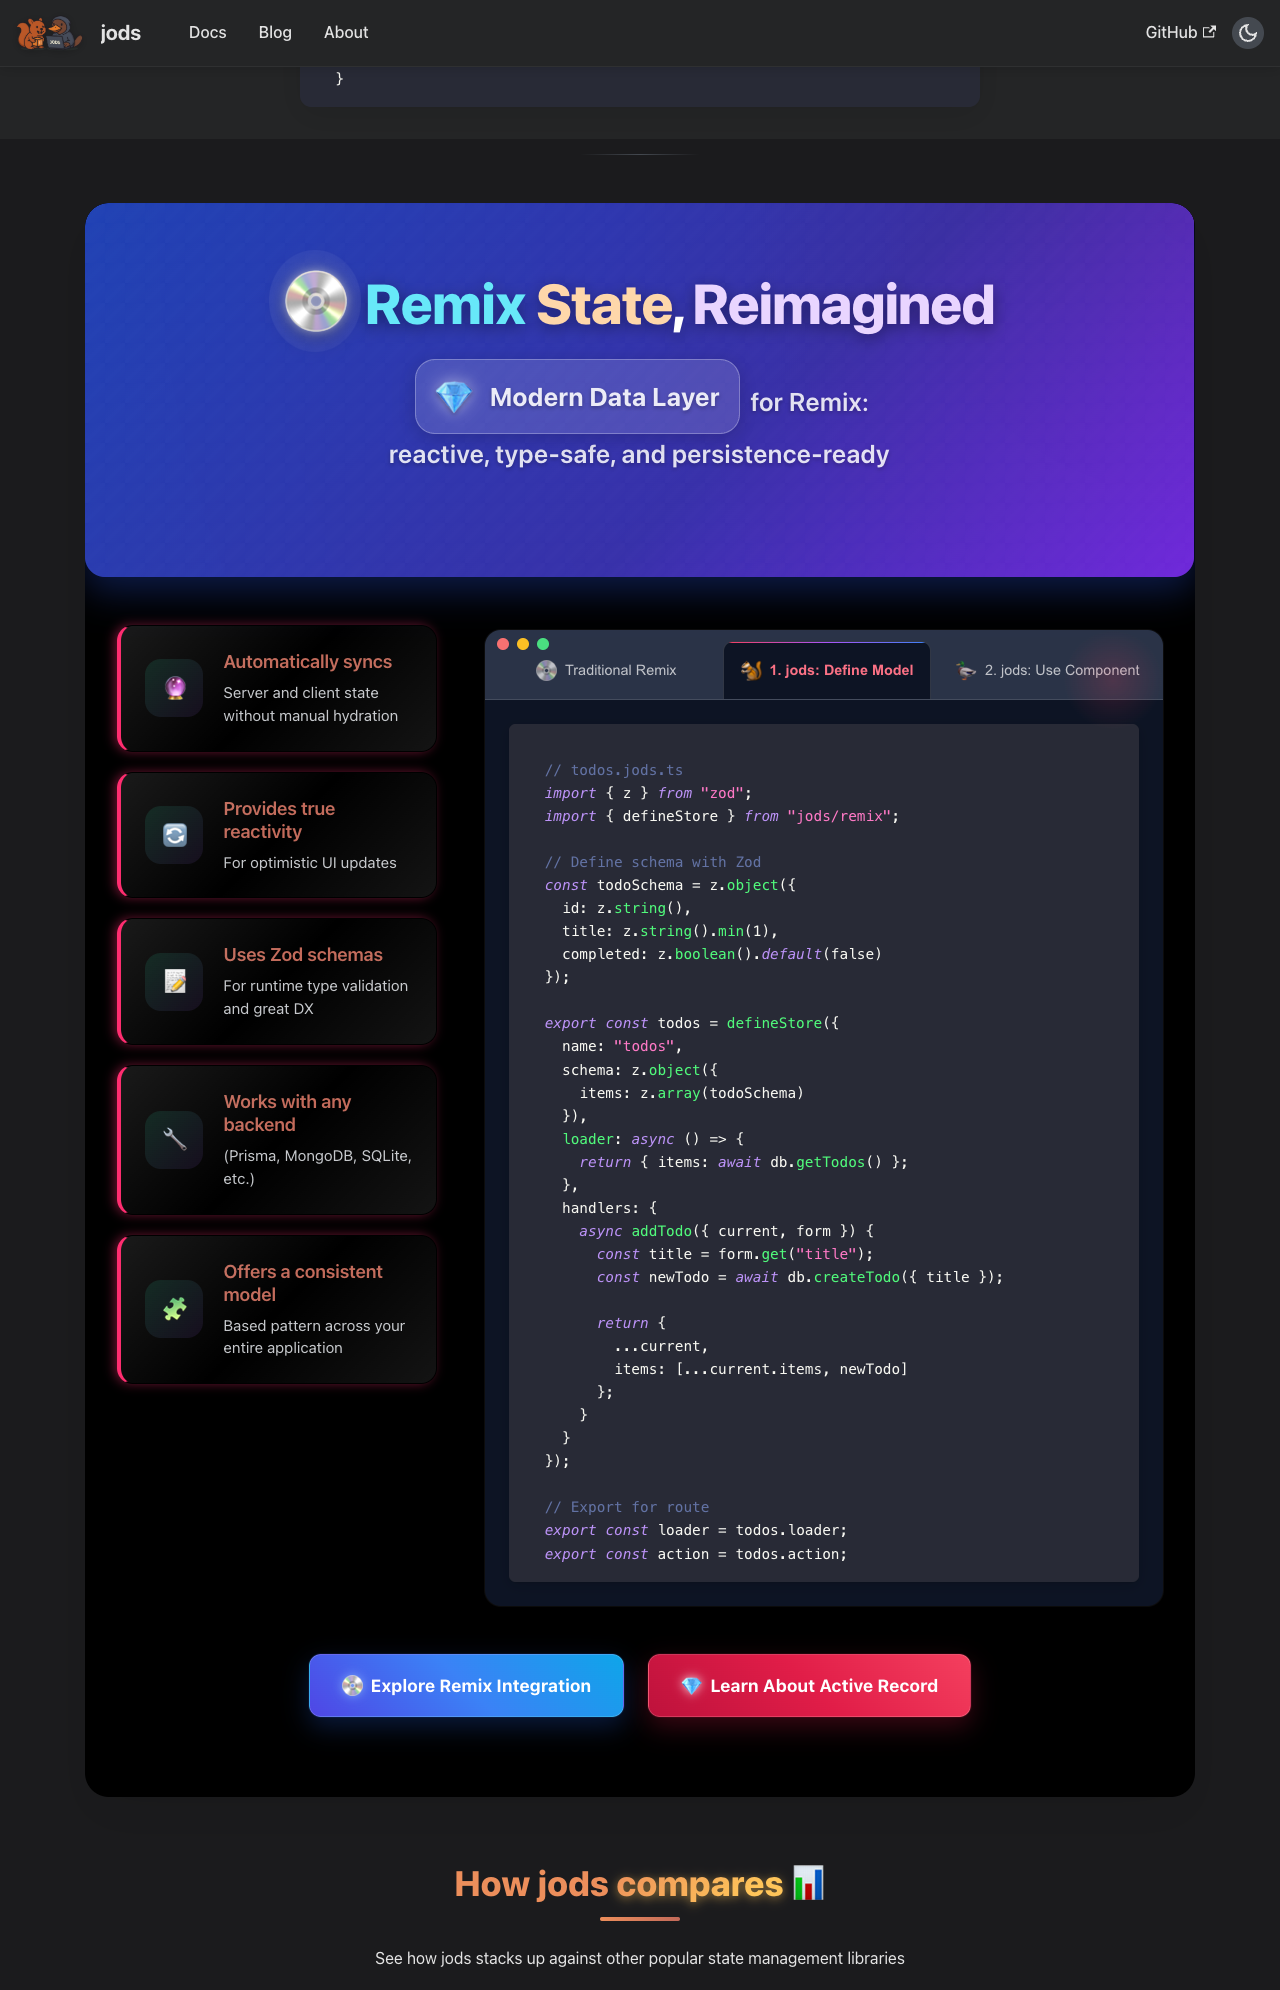 jods
Docs
Blog
About
GitHub
}
Remix State, Reimagined
Modern Data Layer for Remix:
reactive, type-safe, and persistence-ready
Automatically syncs
Server and client state
without manual hydration
Provides true
reactivity
For optimistic UI updates
Uses Zod schemas
For runtime type validation
and great DX
Works with any
backend
(Prisma, MongoDB, SQLite,
etc.)
Offers a consistent
model
Based pattern across your
entire application
Traditional Remix
1. jods: Define Model
2. jods: Use Component
// todos.jods.ts
import { z } from "zod";
import { defineStore } from "jods/remix";
// Define schema with Zod
const todoSchema = z.object({
  id: z.string(),
  title: z.string().min(1),
  completed: z.boolean().default(false)
});
export const todos = defineStore({
  name: "todos",
  schema: z.object({
    items: z.array(todoSchema)
  }),
  loader: async () => {
    return { items: await db.getTodos() };
  },
  handlers: {
    async addTodo({ current, form }) {
      const title = form.get("title");
      const newTodo = await db.createTodo({ title });
      return {
        ...current,
        items: [...current.items, newTodo]
      };
    }
  }
});
// Export for route
export const loader = todos.loader;
export const action = todos.action;
Explore Remix Integration
Learn About Active Record
How jods compares
See how jods stacks up against other popular state management libraries